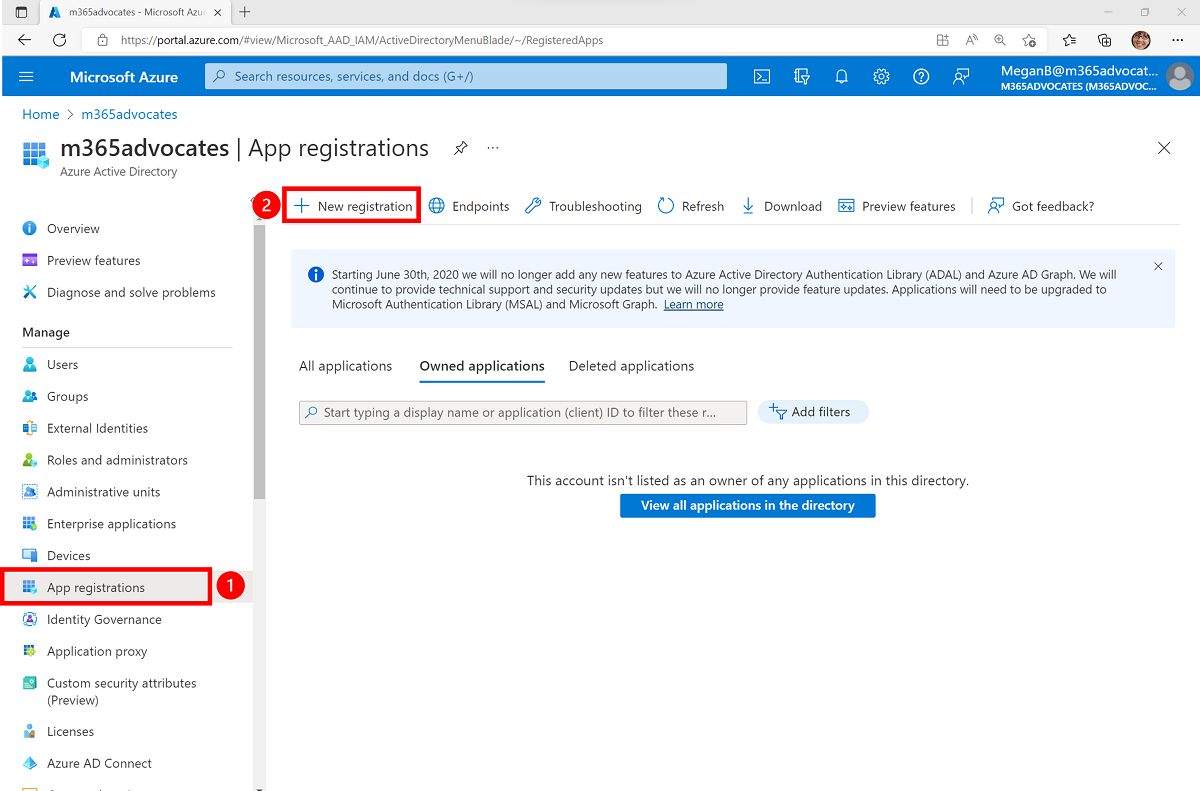 m365advocates - Microsoft Azur
https://portal.azure.com/#view/Microsoft_AAD_IAM/ActiveDirectoryMenuBlade/~/RegisteredApps
Microsoft Azure
Search resources, services, and docs (G+/)
MeganB@m365advocat...
M365ADVOCATES (M365ADVOC...
Home > m365advocates
m365advocates | App registrations
Azure Active Directory
2
New registration
Endpoints
Troubleshooting
Refresh
Download
Preview features
Got feedback?
Overview
Preview features
Diagnose and solve problems
Manage
Users
Groups
External Identities
Roles and administrators
Administrative units
Enterprise applications
Devices
App registrations
1
Identity Governance
Application proxy
Custom security attributes
(Preview)
Licenses
Azure AD Connect
Starting June 30th, 2020 we will no longer add any new features to Azure Active Directory Authentication Library (ADAL) and Azure AD Graph. We will
continue to provide technical support and security updates but we will no longer provide feature updates. Applications will need to be upgraded to
Microsoft Authentication Library (MSAL) and Microsoft Graph. Learn more
All applications
Owned applications
Deleted applications
Start typing a display name or application (client) ID to filter these r...
Add filters
This account isn't listed as an owner of any applications in this directory.
View all applications in the directory